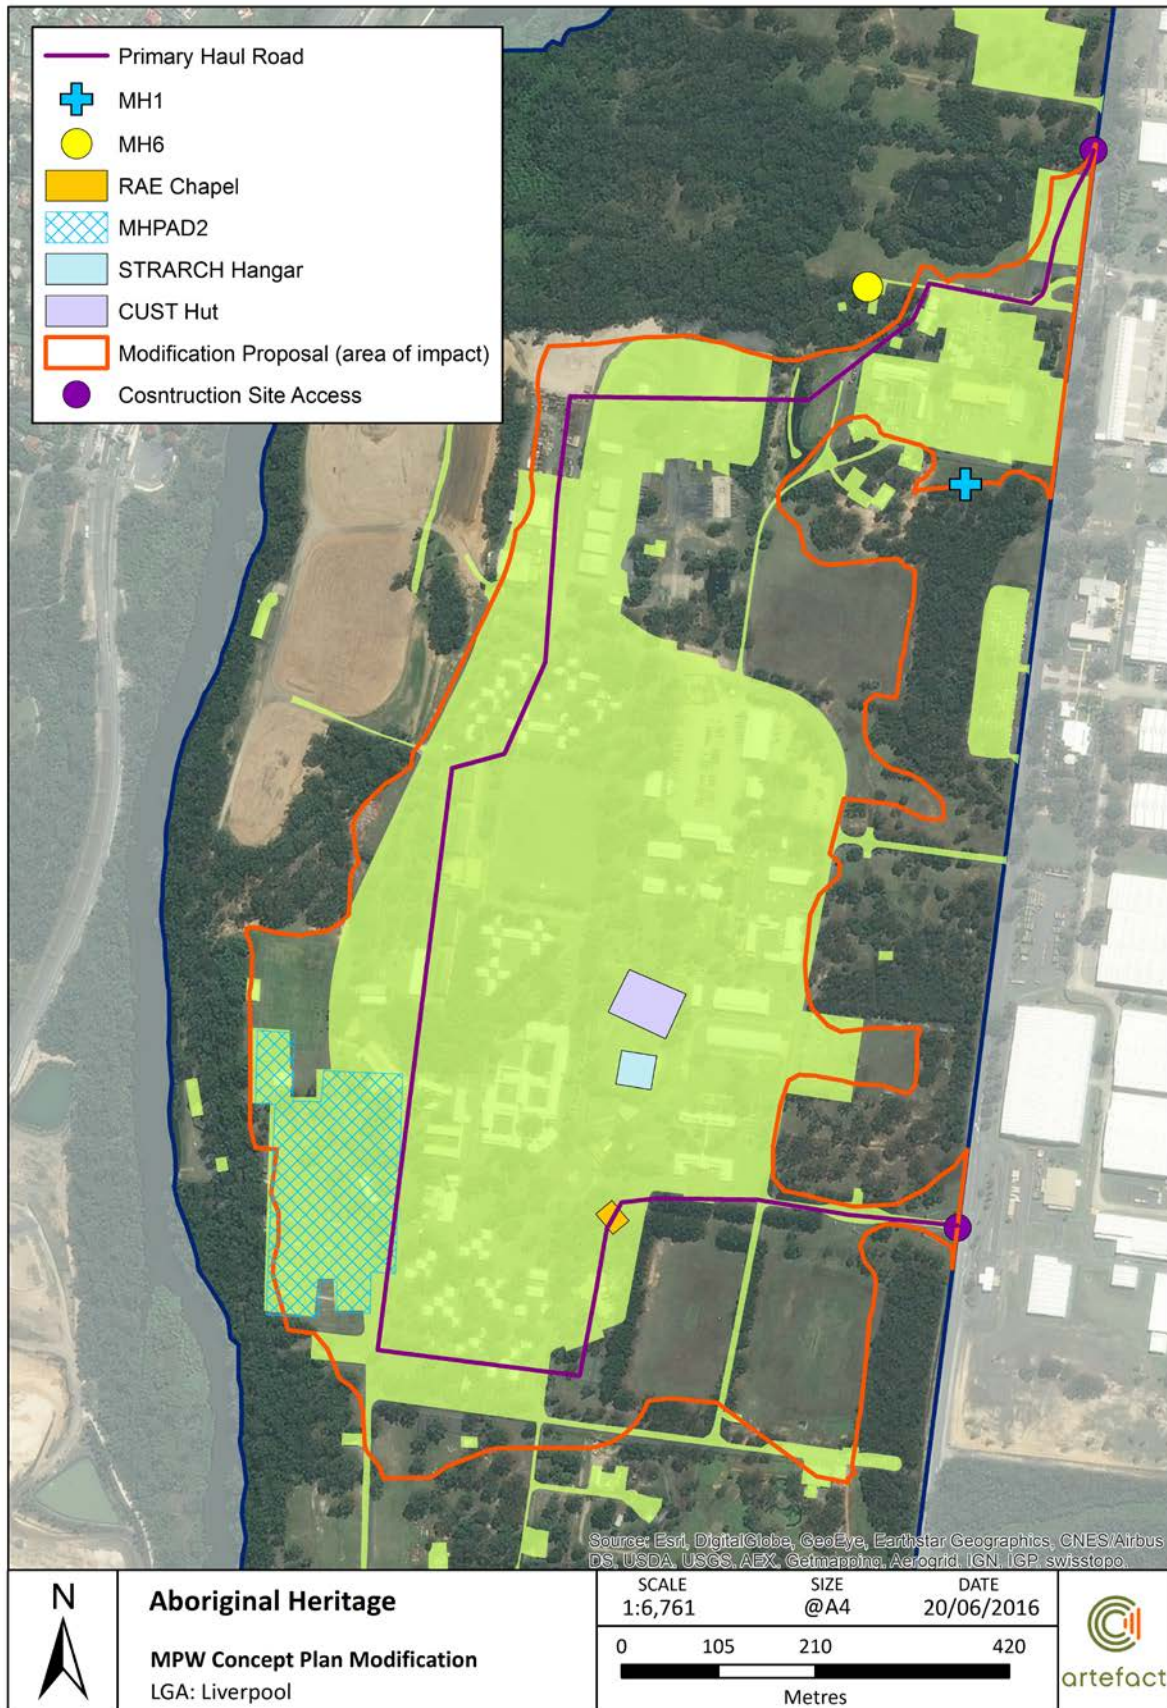 Primary Haul Road
MH1
MH6
RAE Chapel
MHPAD2
STRARCH Hangar
CUST Hut
Modification Proposal (area of impact)
Cosntruction Site Access
Source: Esri, DigitalGlobe, GeoEye, Earthstar Geographics, CNES/Airbus
DS, USDA, USGS, AEX, Getmapping, Aerogrid, IGN, IGP, swisstopo,
N
Aboriginal Heritage
MPW Concept Plan Modification
LGA: Liverpool
SCALE
1:6,761
SIZE
@A4
DATE
20/06/2016
0 105 210 420
Metres
artefact